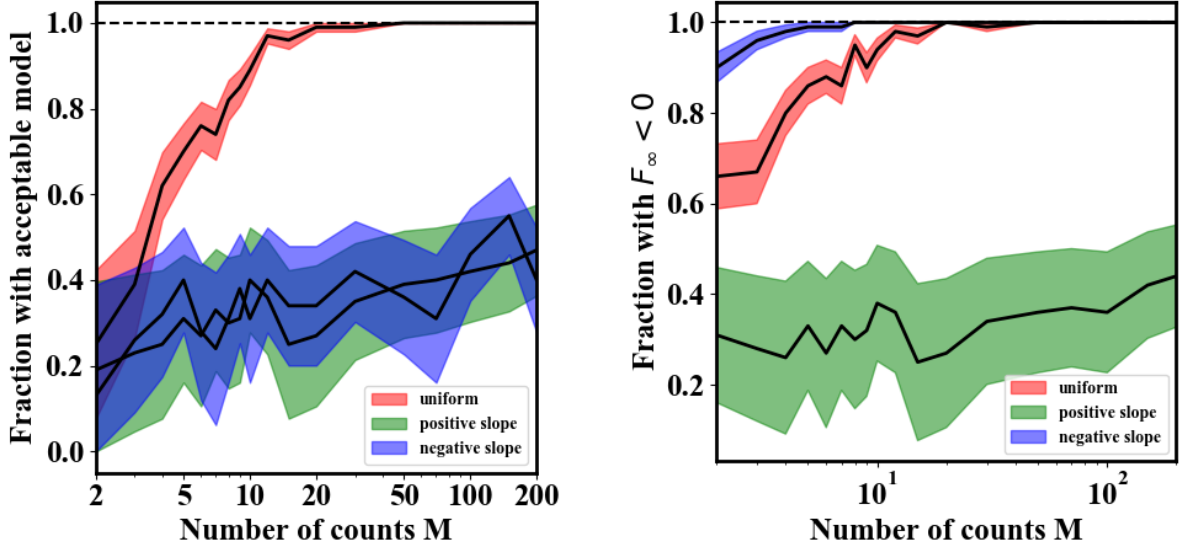 Fraction with acceptable model
1.0
0.8
0.6
0.4
0.2
0.0
uniform
positive slope
negative slope
2 5 10 20 50 100 200
Number of counts M
Fraction with F∞ < 0
1.0
0.8
0.6
0.4
0.2
uniform
positive slope
negative slope
10¹ 10²
Number of counts M